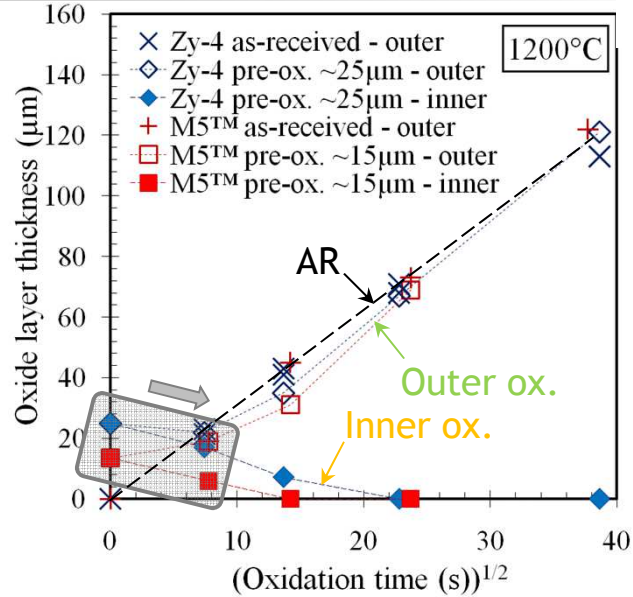 160
140
120
100
80
60
40
20
0
Oxide layer thickness (μm)
Zy-4 as-received - outer
Zy-4 pre-ox. ~25μm - outer
Zy-4 pre-ox. ~25μm - inner
M5™ as-received - outer
M5™ pre-ox. ~15μm - outer
M5™ pre-ox. ~15μm - inner
1200°C
AR
Outer ox.
Inner ox.
0 10 20 30 40
(Oxidation time (s))^1/2